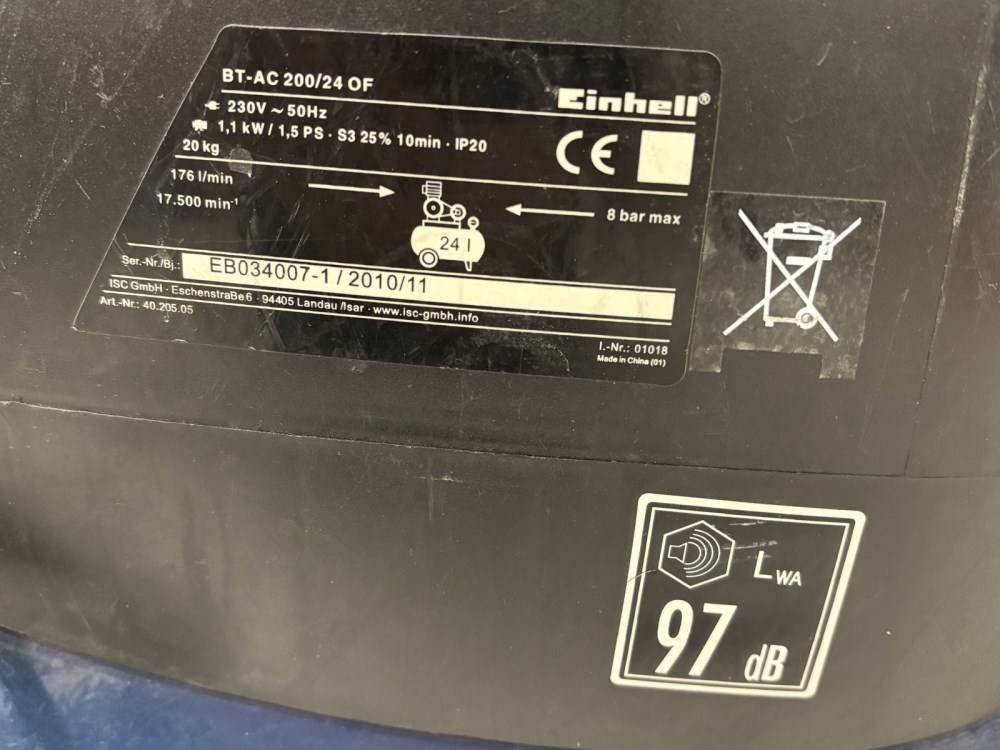 BT-AC 200/24 OF
Einhell®
230V ~ 50Hz
1,1 kW / 1,5 PS · S3 25% 10min · IP20
CE
20 kg
176 l/min
17.500 min⁻¹
8 bar max
24 l
Ser.-Nr./Bj.: EB034007-1 / 2010/11
ISC GmbH · Eschenstraße 6 · 94405 Landau /Isar · www.isc-gmbh.info
Art.-Nr.: 40.205.05
I.-Nr.: 01018
Made in China (01)
LWA
97 dB